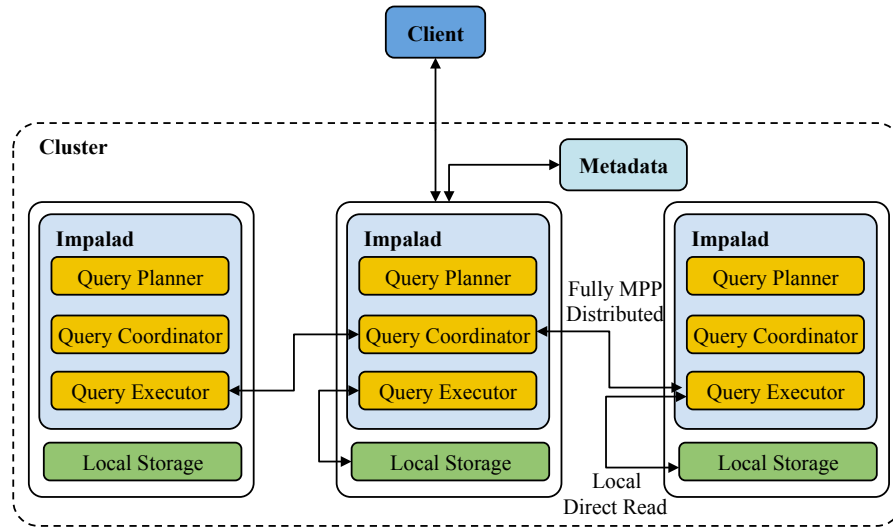 Client
Cluster
Metadata
Impalad
Query Planner
Query Coordinator
Query Executor
Local Storage
Impalad
Query Planner
Query Coordinator
Query Executor
Local Storage
Fully MPP
Distributed
Local
Direct Read
Impalad
Query Planner
Query Coordinator
Query Executor
Local Storage